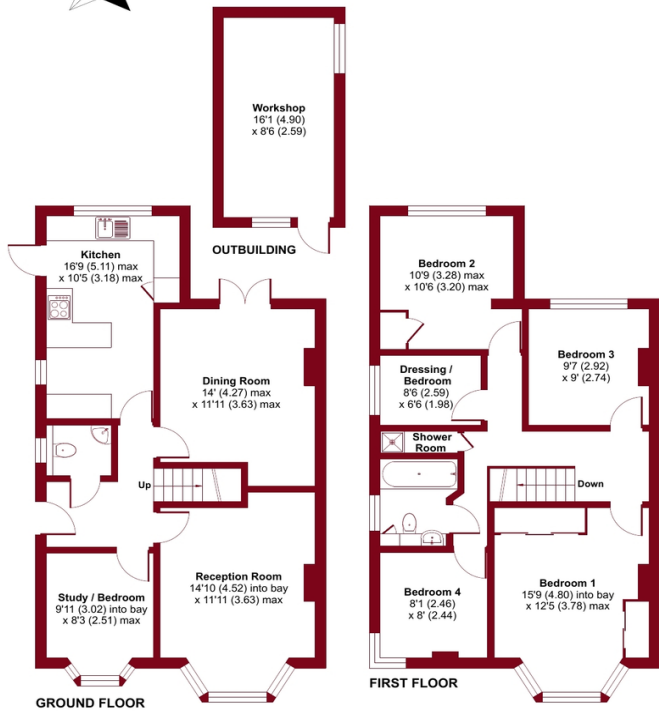 Workshop
16'1 (4.90)
x 8'6 (2.59)
OUTBUILDING
Kitchen
16'9 (5.11) max
x 10'5 (3.18) max
Dining Room
14' (4.27) max
x 11'11 (3.63) max
Up
Reception Room
14'10 (4.52) into bay
x 11'11 (3.63) max
Study / Bedroom
9'11 (3.02) into bay
x 8'3 (2.51) max
GROUND FLOOR
Bedroom 2
10'9 (3.28) max
x 10'6 (3.20) max
Bedroom 3
9'7 (2.92)
x 9' (2.74)
Dressing /
Bedroom
8'6 (2.59)
x 6'6 (1.98)
Shower
Room
Down
Bedroom 4
8'1 (2.46)
x 8' (2.44)
Bedroom 1
15'9 (4.80) into bay
x 12'5 (3.78) max
FIRST FLOOR